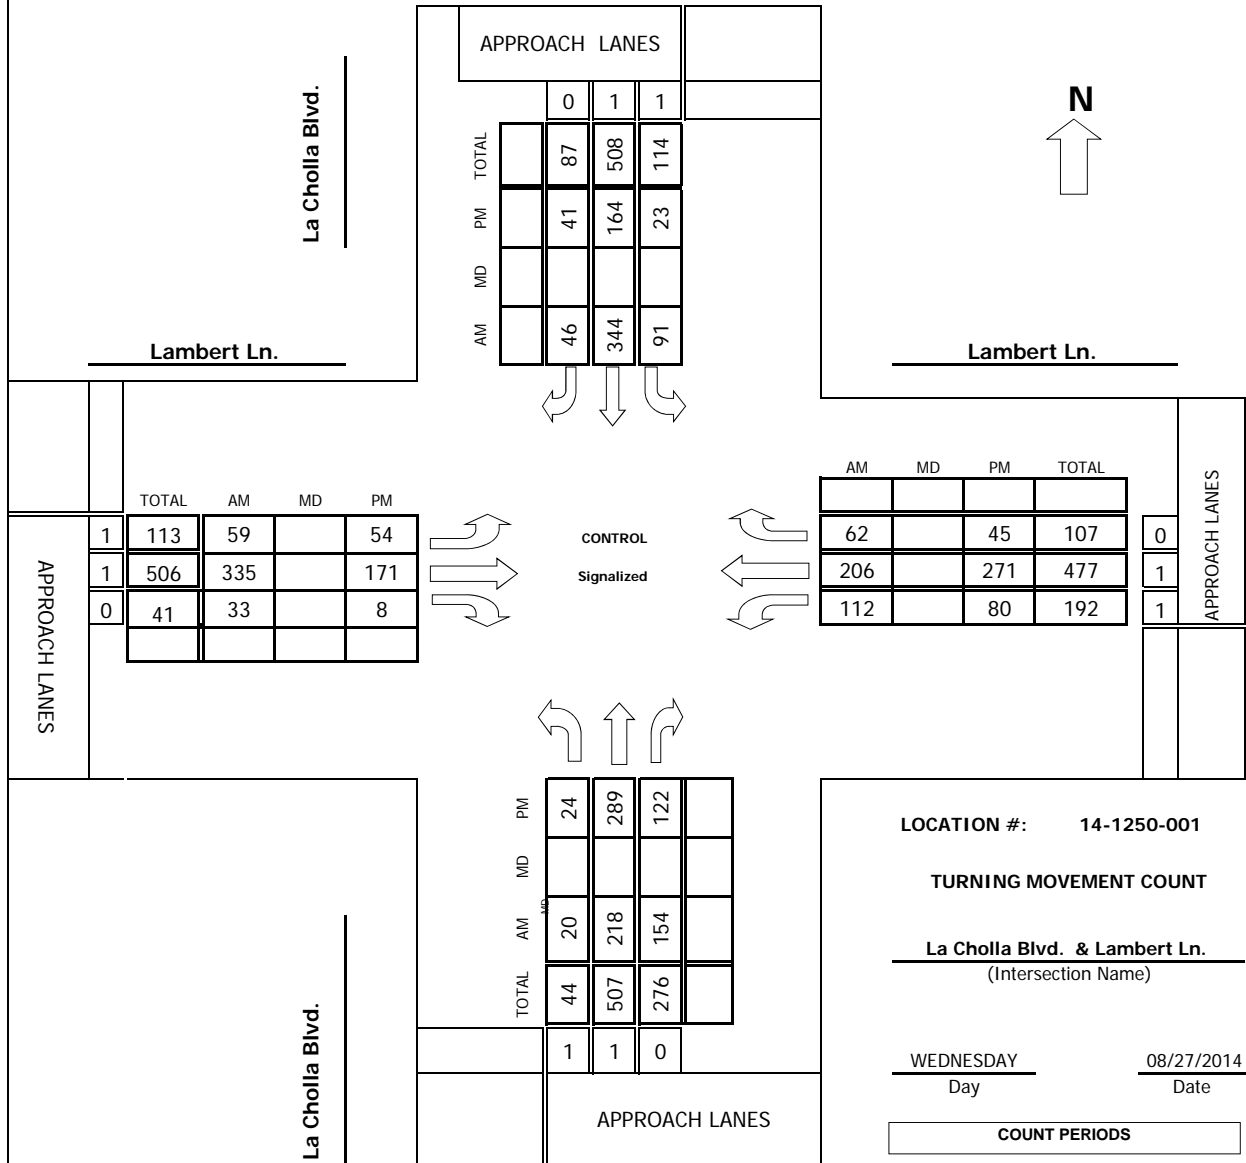 APPROACH LANES
0 1 1
N
La Cholla Blvd.
TOTAL 87 508 114
PM 41 164 23
MD
AM 46 344 91
Lambert Ln.
Lambert Ln.
TOTAL AM MD PM
1 113 59 54
1 506 335 171
0 41 33 8
APPROACH LANES
CONTROL
Signalized
AM MD PM TOTAL
62 45 107 0
206 271 477 1
112 80 192 1
APPROACH LANES
PM 24 289 122
MD
MD
AM 20 218 154
TOTAL 44 507 276
1 1 0
APPROACH LANES
La Cholla Blvd.
LOCATION #: 14-1250-001
TURNING MOVEMENT COUNT
La Cholla Blvd. & Lambert Ln.
(Intersection Name)
WEDNESDAY 08/27/2014
Day Date
COUNT PERIODS